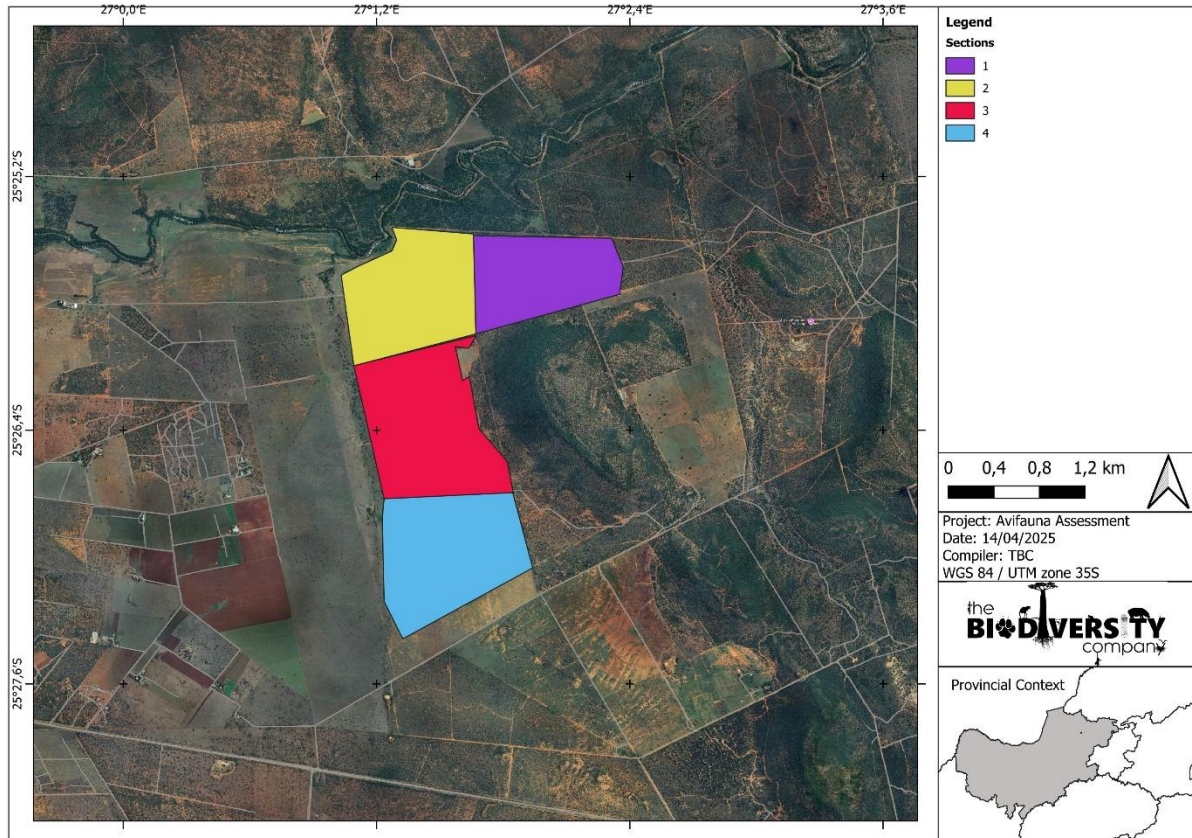 27°0,0'E 27°1,2'E 27°2,4'E 27°3,6'E
25°25,2'S
25°26,4'S
25°27,6'S
Legend
Sections
1
2
3
4
0 0,4 0,8 1,2 km
Project: Avifauna Assessment
Date: 14/04/2025
Compiler: TBC
WGS 84 / UTM zone 35S
the
BIODIVERSITY
company
Provincial Context